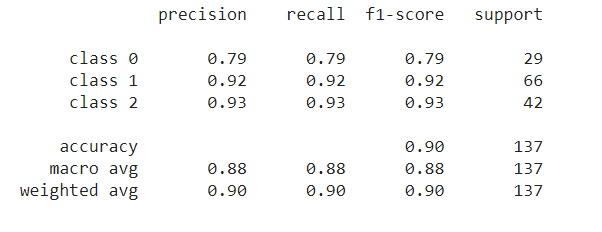 precision recall f1-score support
class 0 0.79 0.79 0.79 29
class 1 0.92 0.92 0.92 66
class 2 0.93 0.93 0.93 42
accuracy 0.90 137
macro avg 0.88 0.88 0.88 137
weighted avg 0.90 0.90 0.90 137